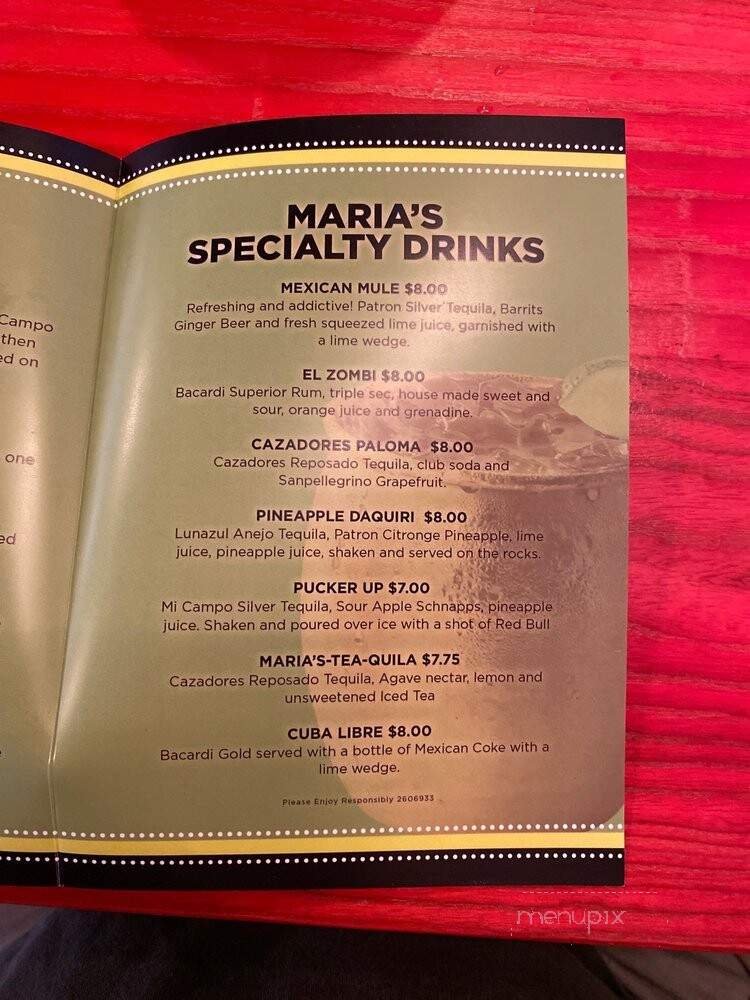 MARIA'S
SPECIALTY DRINKS
MEXICAN MULE $8.00
Refreshing and addictive! Patron Silver Tequila, Barrits
Ginger Beer and fresh squeezed lime juice, garnished with
a lime wedge.
EL ZOMBI $8.00
Bacardi Superior Rum, triple sec, house made sweet and
sour, orange juice and grenadine.
CAZADORES PALOMA $8.00
Cazadores Reposado Tequila, club soda and
Sanpellegrino Grapefruit.
PINEAPPLE DAQUIRI $8.00
Lunazul Anejo Tequila, Patron Citronge Pineapple, lime
juice, pineapple juice, shaken and served on the rocks.
PUCKER UP $7.00
Mi Campo Silver Tequila, Sour Apple Schnapps, pineapple
juice. Shaken and poured over ice with a shot of Red Bull
MARIA'S-TEA-QUILA $7.75
Cazadores Reposado Tequila, Agave nectar, lemon and
unsweetened Iced Tea
CUBA LIBRE $8.00
Bacardi Gold served with a bottle of Mexican Coke with a
lime wedge.
Please Enjoy Responsibly 2606933
Campo
then
ed on
one
ed
menupix